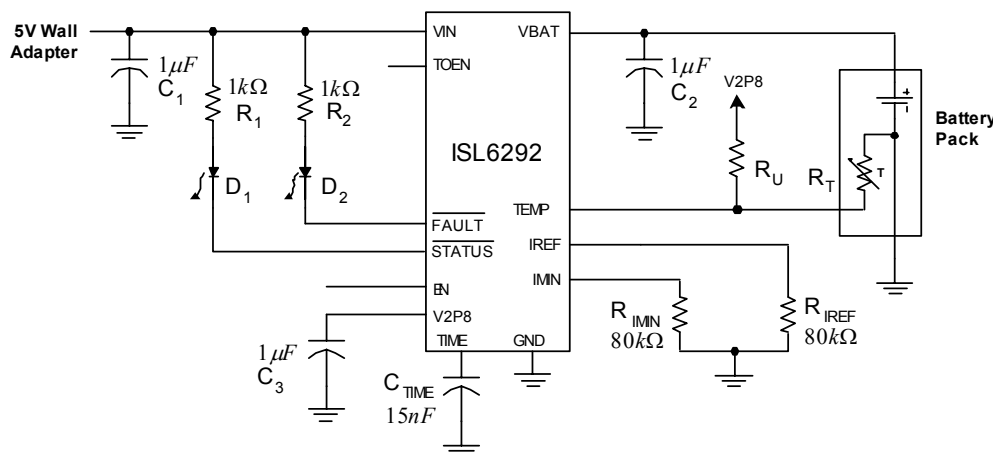 5V Wall
Adapter
1µF
C1
1kΩ
R1
1kΩ
R2
D1
D2
VIN
TOEN
FAULT
STATUS
EN
V2P8
TIME
GND
ISL6292
VBAT
TEMP
IREF
IMIN
1µF
C2
V2P8
RU
RT
T
+
Battery
Pack
RIMIN
80kΩ
RIREF
80kΩ
1µF
C3
CTIME
15nF